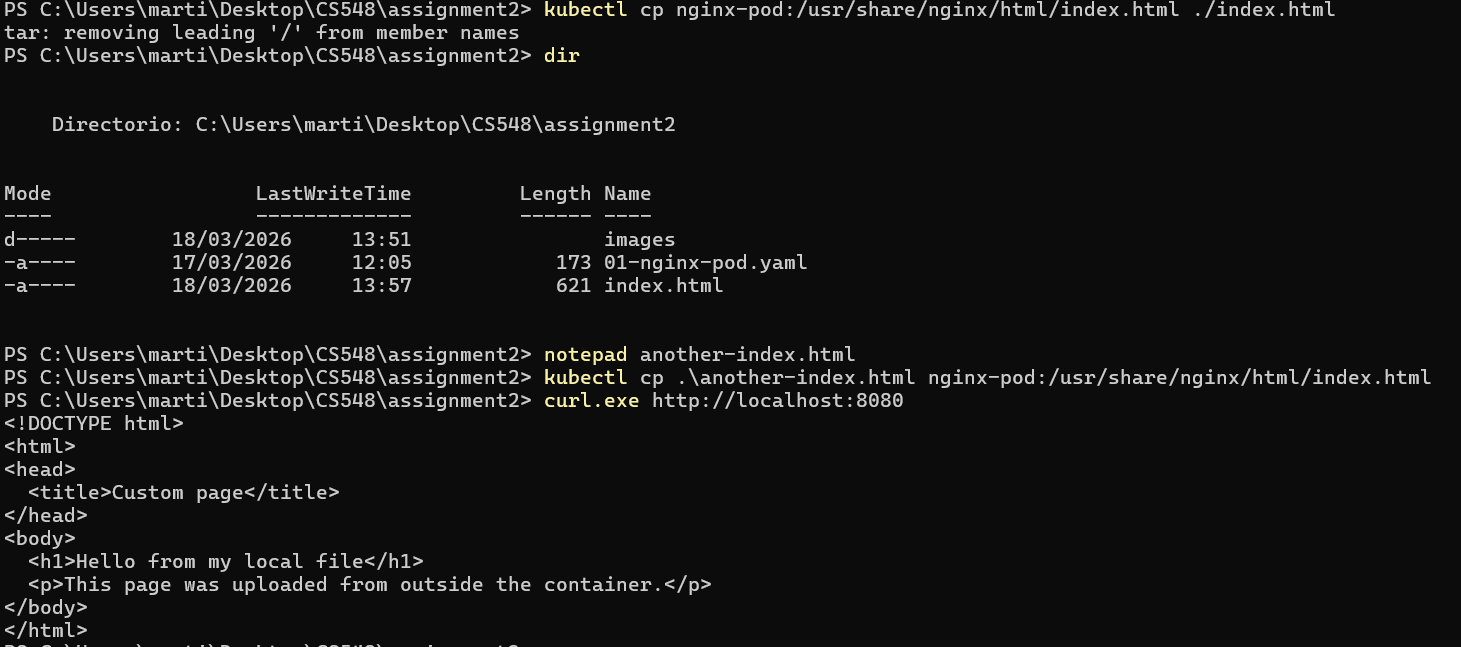 PS C:\Users\marti\Desktop\CS548\assignment2> kubectl cp nginx-pod:/usr/share/nginx/html/index.html ./index.html
tar: removing leading '/' from member names
PS C:\Users\marti\Desktop\CS548\assignment2> dir
Directorio: C:\Users\marti\Desktop\CS548\assignment2
Mode LastWriteTime Length Name
---- ------------- ------ ----
d----- 18/03/2026 13:51 images
-a---- 17/03/2026 12:05 173 01-nginx-pod.yaml
-a---- 18/03/2026 13:57 621 index.html
PS C:\Users\marti\Desktop\CS548\assignment2> notepad another-index.html
PS C:\Users\marti\Desktop\CS548\assignment2> kubectl cp .\another-index.html nginx-pod:/usr/share/nginx/html/index.html
PS C:\Users\marti\Desktop\CS548\assignment2> curl.exe http://localhost:8080
<!DOCTYPE html>
<html>
<head>
  <title>Custom page</title>
</head>
<body>
  <h1>Hello from my local file</h1>
  <p>This page was uploaded from outside the container.</p>
</body>
</html>